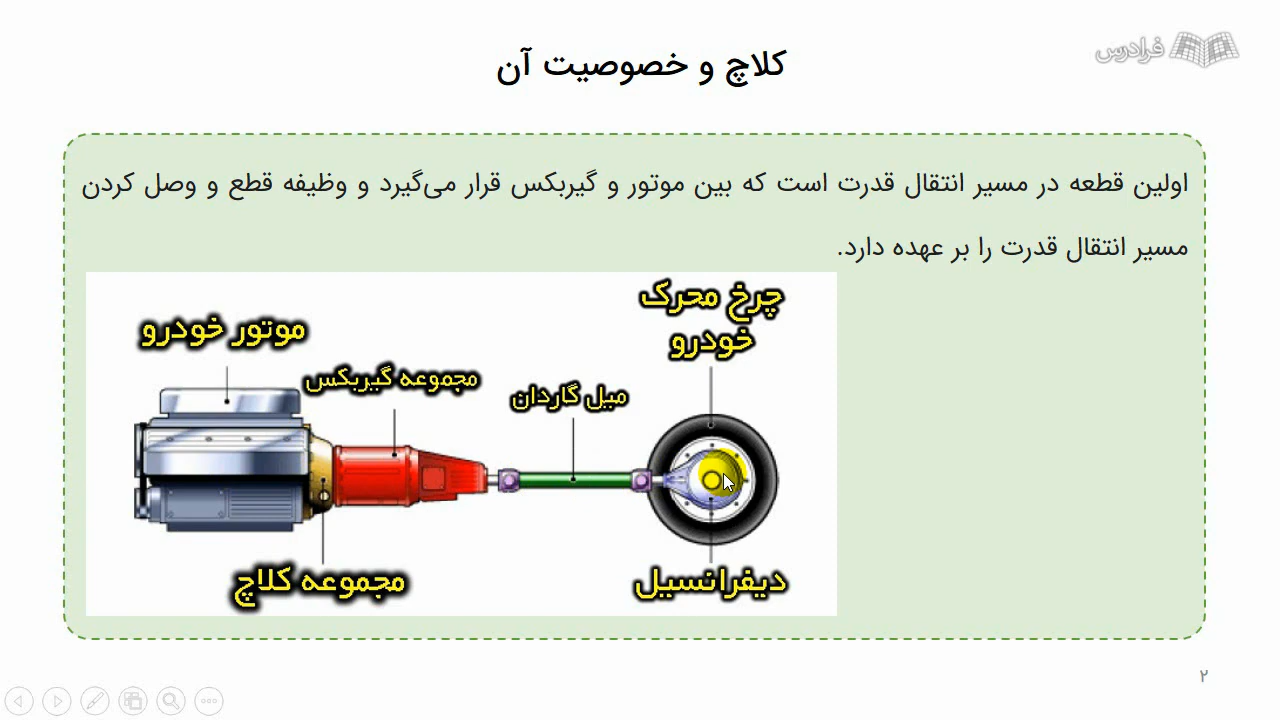 فرادرس
کلاچ و خصوصیت آن
اولین قطعه در مسیر انتقال قدرت است که بین موتور و گیربکس قرار می‌گیرد و وظیفه قطع و وصل کردن
مسیر انتقال قدرت را بر عهده دارد.
چرخ محرک
خودرو
موتور خودرو
مجموعه گیربکس
میل گاردان
مجموعه کلاچ
دیفرانسیل
۲